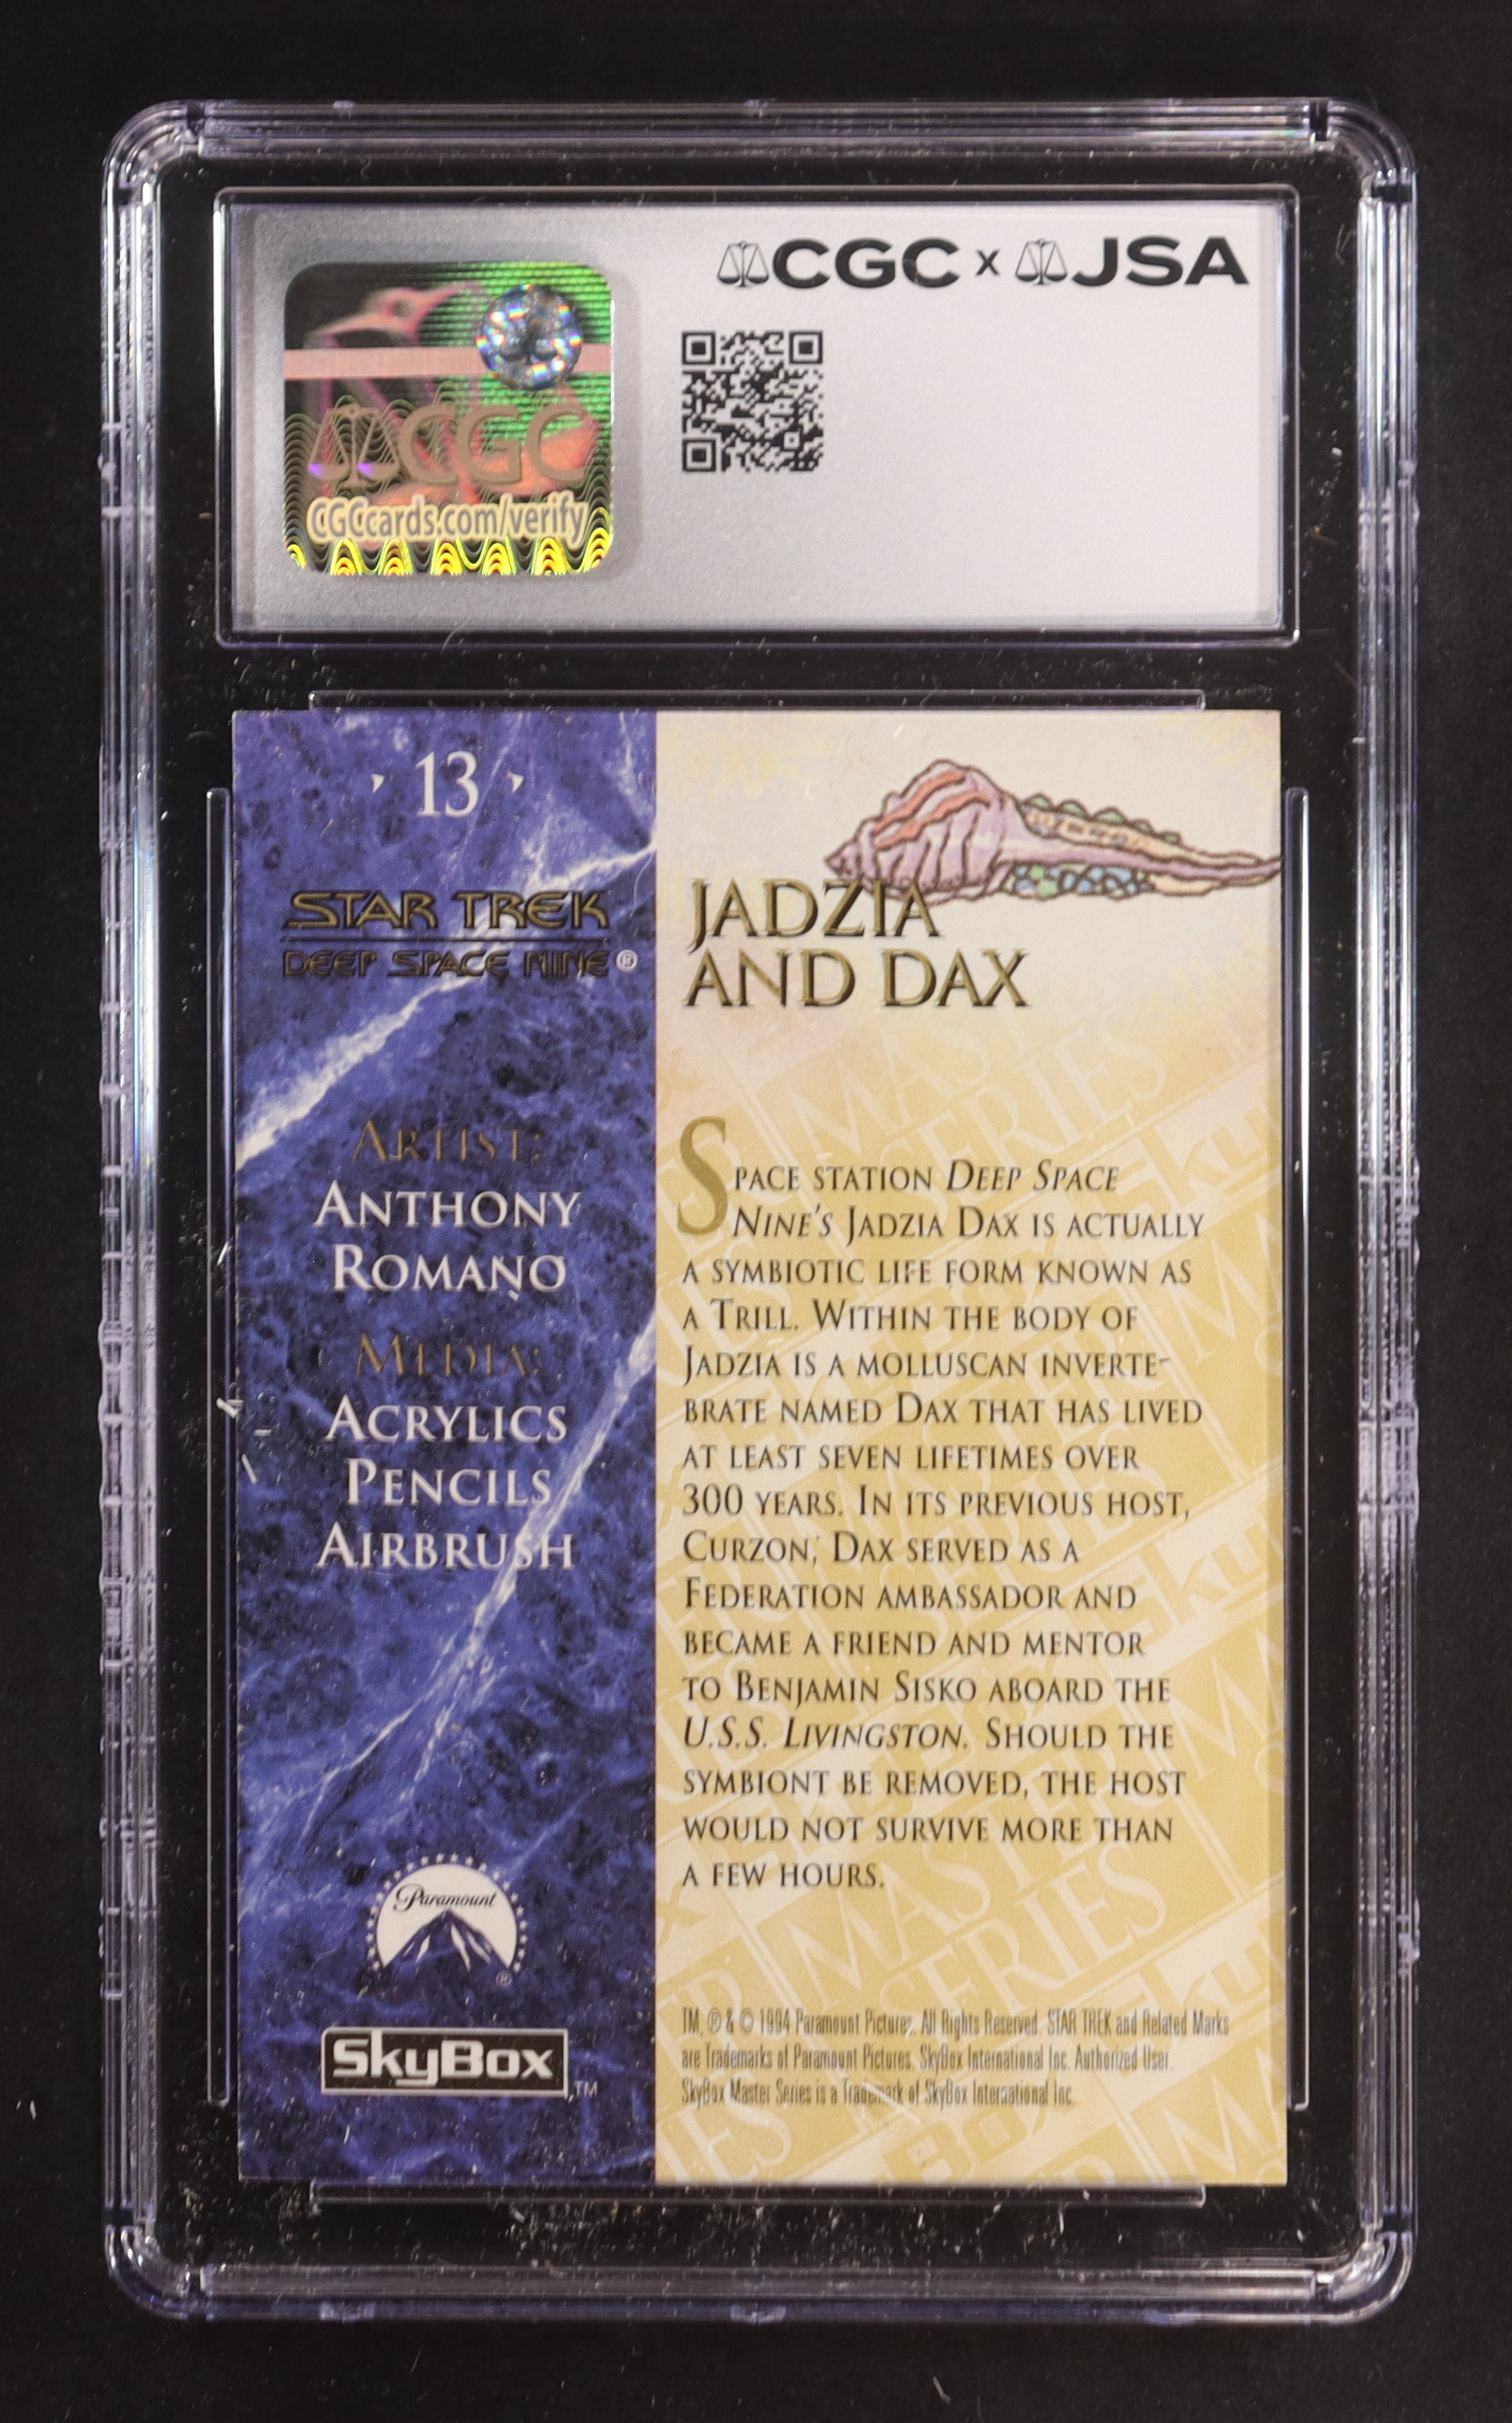 CGC x JSA
CGC
CGCcards.com/verify
13
STAR TREK
DEEP SPACE NINE®
ARTIST:
ANTHONY
ROMANO
MEDIA:
ACRYLICS
PENCILS
AIRBRUSH
Paramount
®
SkyBox
TM
JADZIA
AND DAX
SPACE STATION DEEP SPACE
NINE'S JADZIA DAX IS ACTUALLY
A SYMBIOTIC LIFE FORM KNOWN AS
A TRILL. WITHIN THE BODY OF
JADZIA IS A MOLLUSCAN INVERTE-
BRATE NAMED DAX THAT HAS LIVED
AT LEAST SEVEN LIFETIMES OVER
300 YEARS. IN ITS PREVIOUS HOST,
CURZON, DAX SERVED AS A
FEDERATION AMBASSADOR AND
BECAME A FRIEND AND MENTOR
TO BENJAMIN SISKO ABOARD THE
U.S.S. LIVINGSTON. SHOULD THE
SYMBIONT BE REMOVED, THE HOST
WOULD NOT SURVIVE MORE THAN
A FEW HOURS.
TM, ® & © 1994 Paramount Pictures. All Rights Reserved. STAR TREK and Related Marks
are Trademarks of Paramount Pictures. SkyBox International Inc. Authorized User.
SkyBox Master Series is a Trademark of SkyBox International Inc.